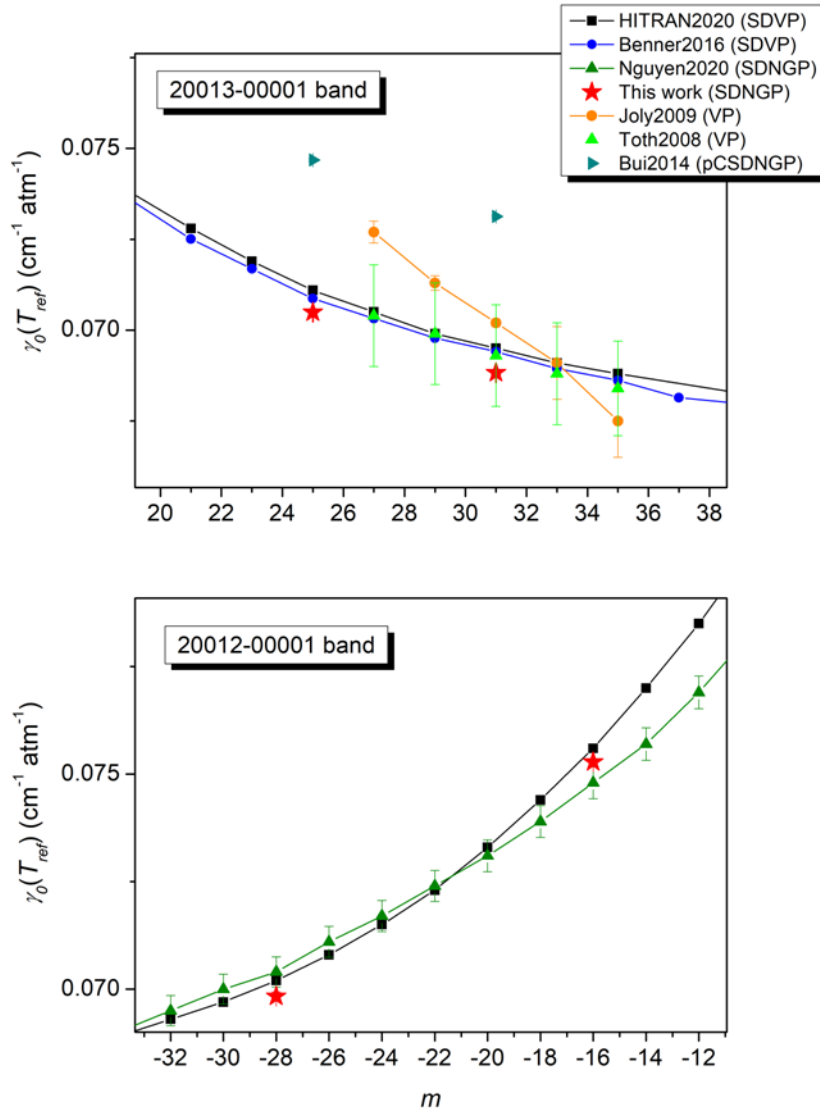 HITRAN2020 (SDVP)
Benner2016 (SDVP)
Nguyen2020 (SDNGP)
This work (SDNGP)
Joly2009 (VP)
Toth2008 (VP)
Bui2014 (pCSDNGP)
20013-00001 band
0.075
0.070
γ₀(T_ref) (cm⁻¹ atm⁻¹)
20 22 24 26 28 30 32 34 36 38
20012-00001 band
0.075
0.070
γ₀(T_ref) (cm⁻¹ atm⁻¹)
-32 -30 -28 -26 -24 -22 -20 -18 -16 -14 -12
m